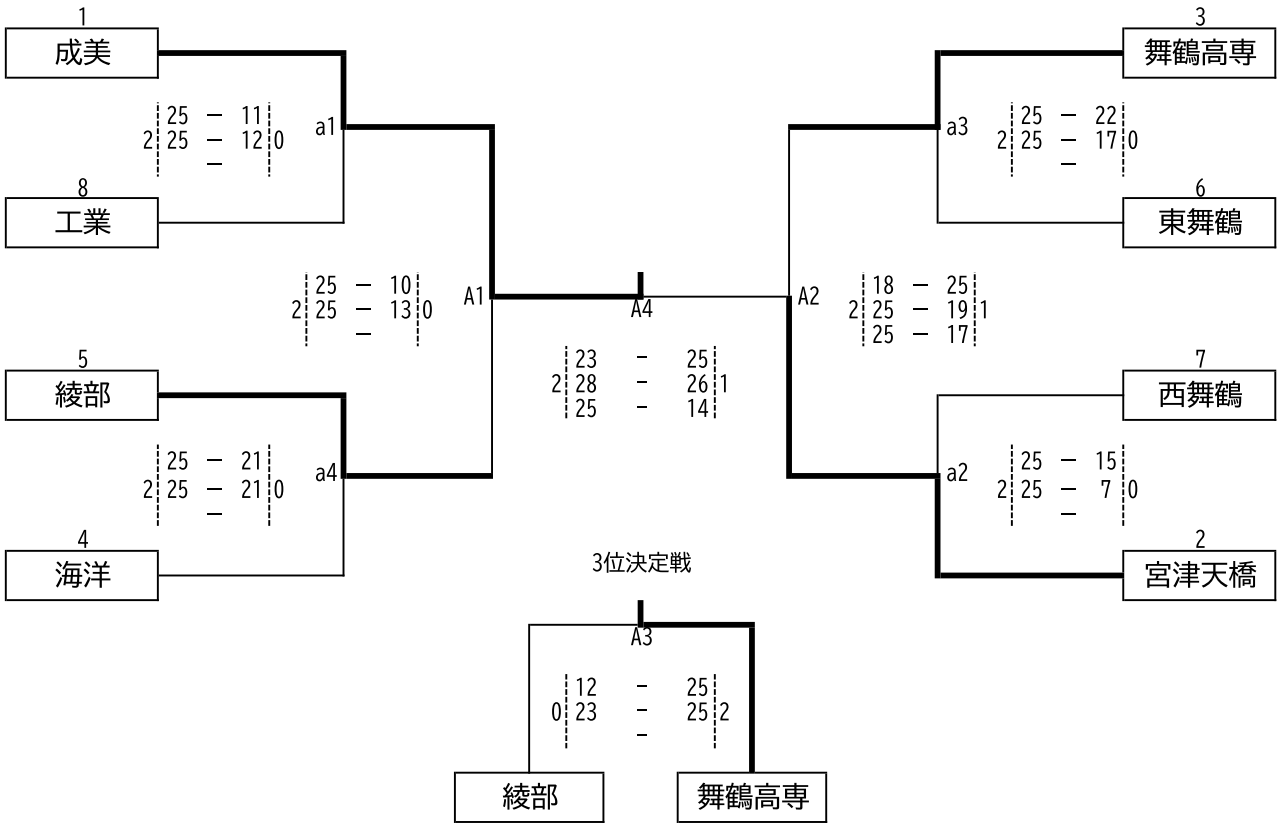 1
成美
25 － 11
2 25 － 12 0
－
a1
8
工業
25 － 10
2 25 － 13 0
－
A1
5
綾部
25 － 21
2 25 － 21 0
－
a4
4
海洋
A4
23 － 25
2 28 － 26 1
25 － 14
3
舞鶴高専
a3
25 － 22
2 25 － 17 0
－
6
東舞鶴
A2
18 － 25
2 25 － 19 1
25 － 17
7
西舞鶴
a2
25 － 15
2 25 － 7 0
－
2
宮津天橋
3位決定戦
A3
12 － 25
0 23 － 25 2
－
綾部
舞鶴高専